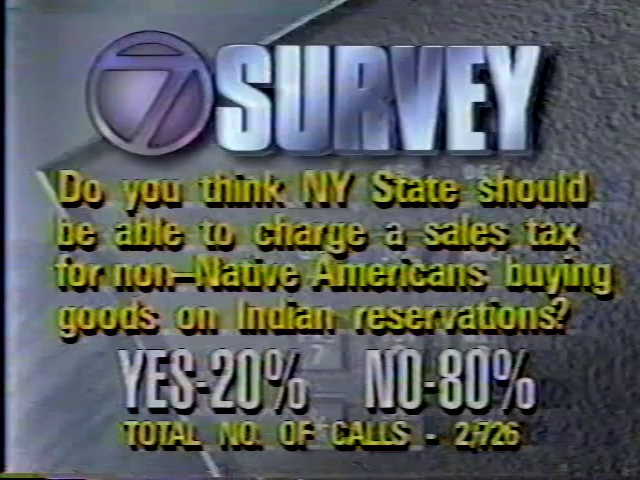 7 SURVEY
Do you think NY State should
be able to charge a sales tax
for non-Native Americans buying
goods on Indian reservations?
YES-20% NO-80%
TOTAL NO. OF CALLS - 2,726